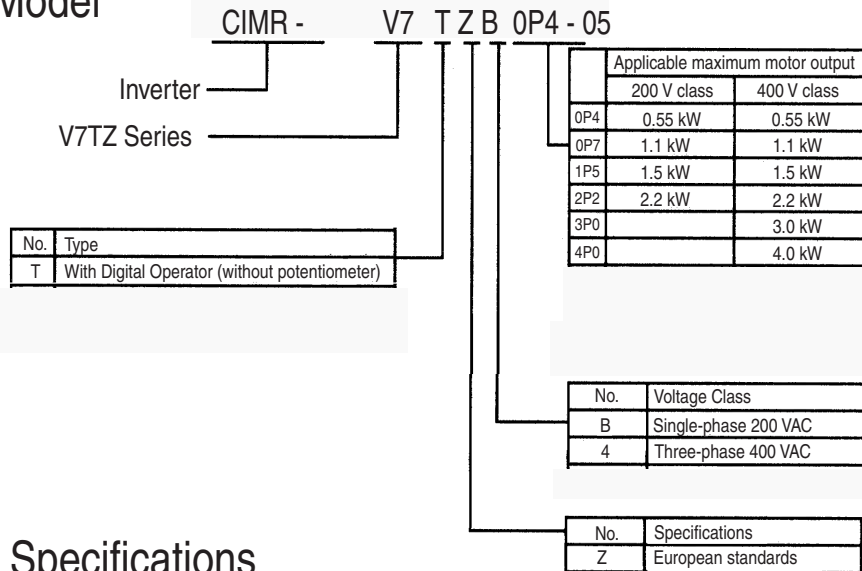 Model
CIMR - V7 T Z B 0P4 - 05
Inverter
V7TZ Series
Applicable maximum motor output
200 V class 400 V class
0P4 0.55 kW 0.55 kW
0P7 1.1 kW 1.1 kW
1P5 1.5 kW 1.5 kW
2P2 2.2 kW 2.2 kW
3P0 3.0 kW
4P0 4.0 kW
No. Type
T With Digital Operator (without potentiometer)
No. Voltage Class
B Single-phase 200 VAC
4 Three-phase 400 VAC
No. Specifications
Z European standards
Specifications